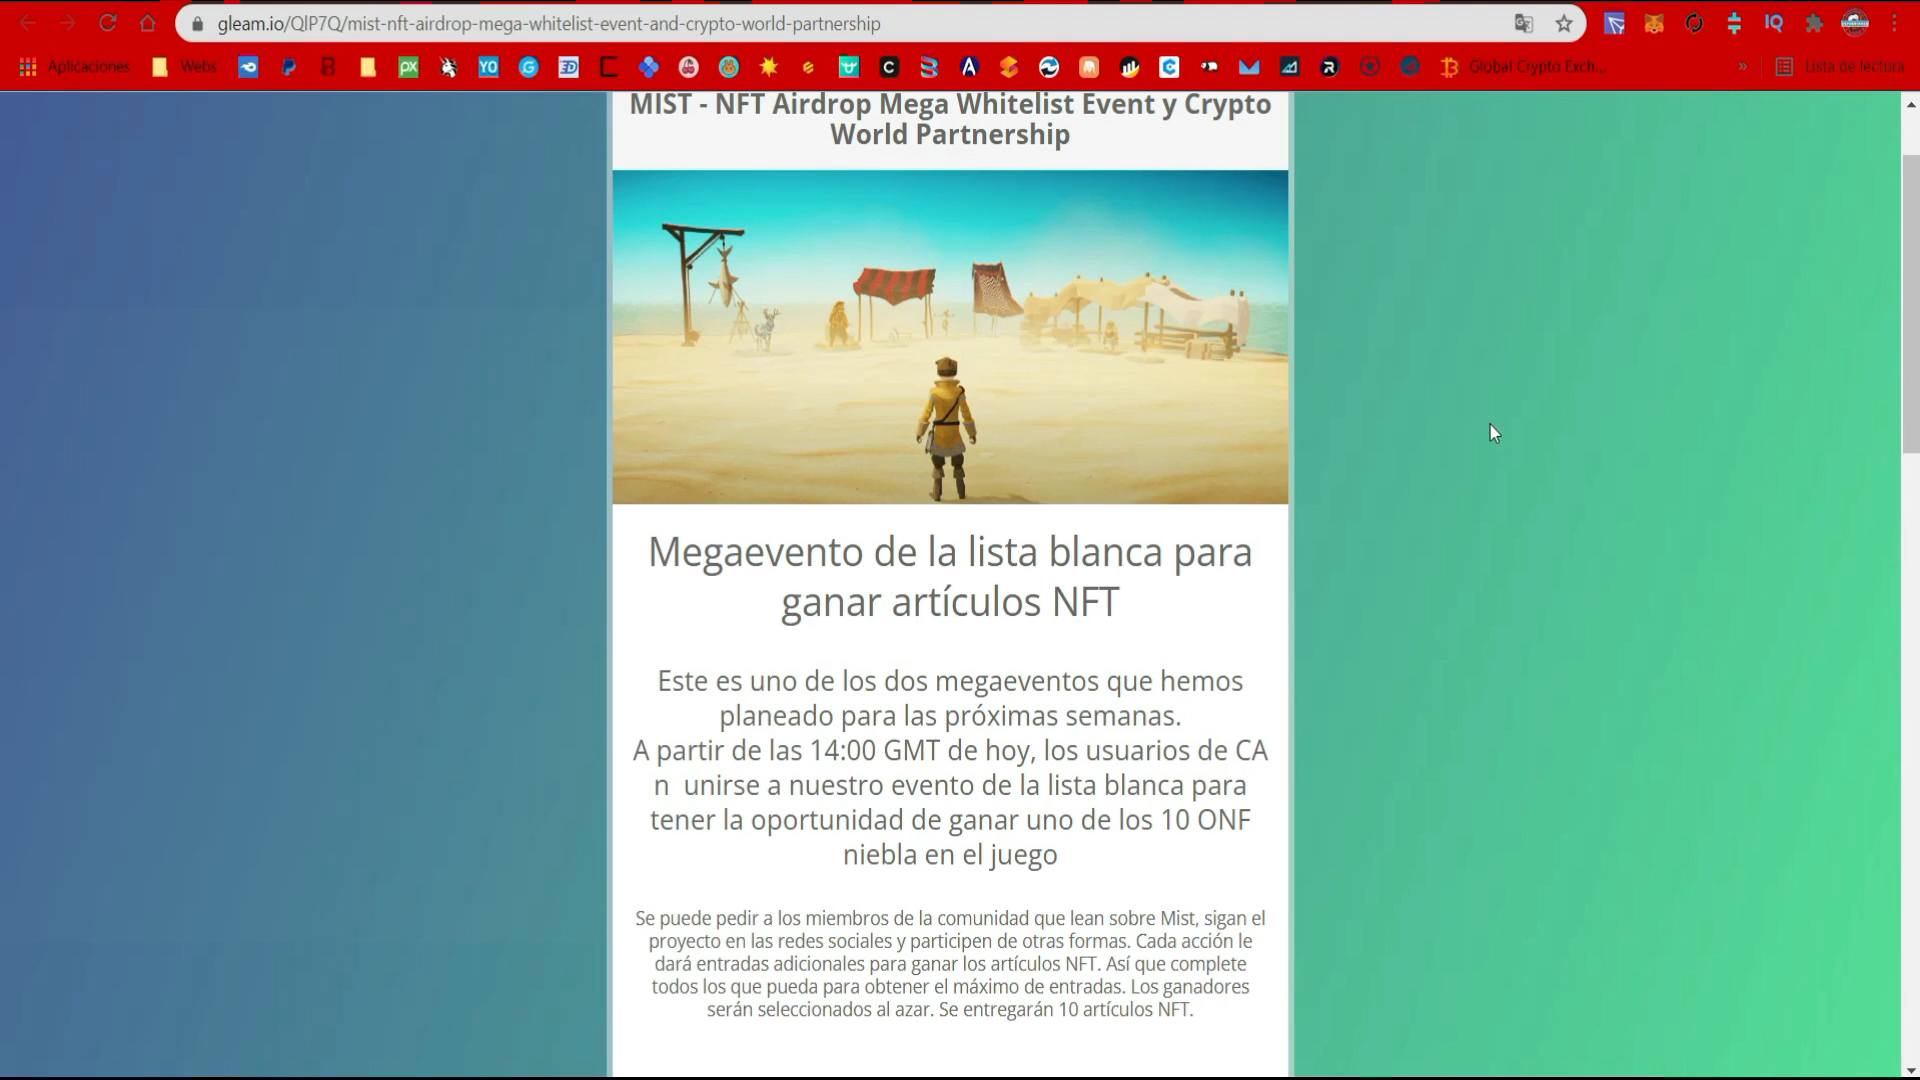 gleam.io/QlP7Q/mist-nft-airdrop-mega-whitelist-event-and-crypto-world-partnership
Aplicaciones
Webs
Global Crypto Exch...
Lista de lectura
MIST - NFT Airdrop Mega Whitelist Event y Crypto
World Partnership
Megaevento de la lista blanca para
ganar artículos NFT
Este es uno de los dos megaeventos que hemos
planeado para las próximas semanas.
A partir de las 14:00 GMT de hoy, los usuarios de CA
n  unirse a nuestro evento de la lista blanca para
tener la oportunidad de ganar uno de los 10 ONF
niebla en el juego
Se puede pedir a los miembros de la comunidad que lean sobre Mist, sigan el
proyecto en las redes sociales y participen de otras formas. Cada acción le
dará entradas adicionales para ganar los artículos NFT. Así que complete
todos los que pueda para obtener el máximo de entradas. Los ganadores
serán seleccionados al azar. Se entregarán 10 artículos NFT.